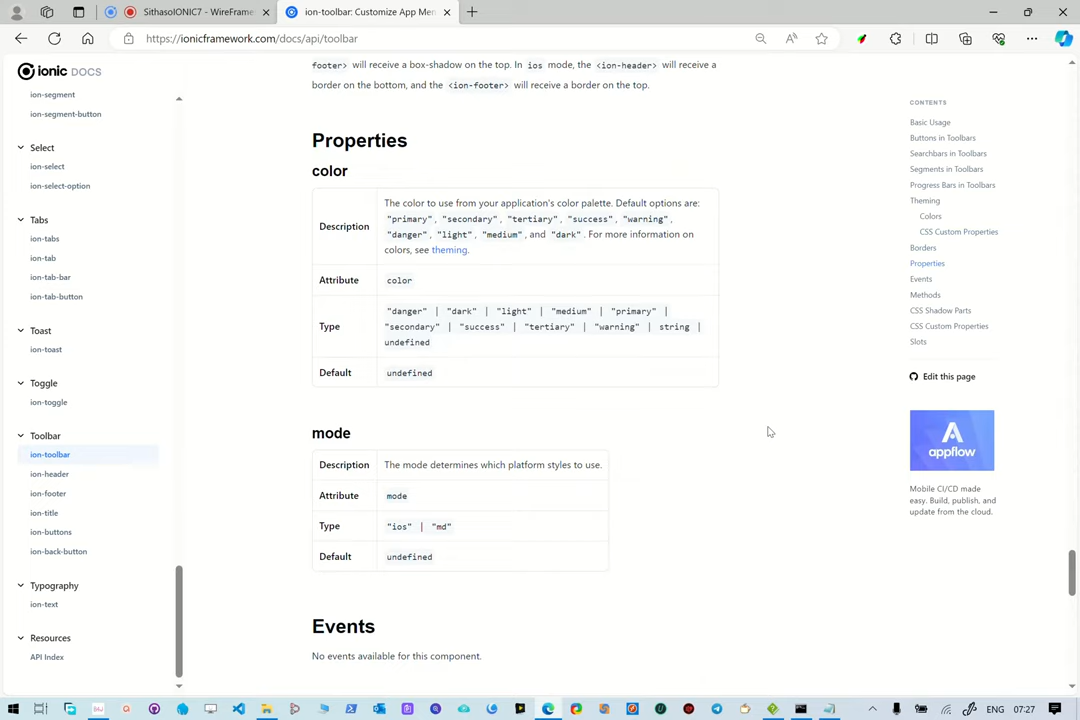 SithasoIONIC7 - WireFrame
ion-toolbar: Customize App Men
https://ionicframework.com/docs/api/toolbar
ionic DOCS
ion-segment
ion-segment-button
Select
ion-select
ion-select-option
Tabs
ion-tabs
ion-tab
ion-tab-bar
ion-tab-button
Toast
ion-toast
Toggle
ion-toggle
Toolbar
ion-toolbar
ion-header
ion-footer
ion-title
ion-buttons
ion-back-button
Typography
ion-text
Resources
API Index
footer> will receive a box-shadow on the top. In ios mode, the <ion-header> will receive a
border on the bottom, and the <ion-footer> will receive a border on the top.
Properties
color
Description
The color to use from your application's color palette. Default options are:
"primary", "secondary", "tertiary", "success", "warning",
"danger", "light", "medium", and "dark". For more information on
colors, see theming.
Attribute
color
Type
"danger" | "dark" | "light" | "medium" | "primary" |
"secondary" | "success" | "tertiary" | "warning" | string |
undefined
Default
undefined
mode
Description
The mode determines which platform styles to use.
Attribute
mode
Type
"ios" | "md"
Default
undefined
Events
No events available for this component.
CONTENTS
Basic Usage
Buttons in Toolbars
Searchbars in Toolbars
Segments in Toolbars
Progress Bars in Toolbars
Theming
Colors
CSS Custom Properties
Borders
Properties
Events
Methods
CSS Shadow Parts
CSS Custom Properties
Slots
Edit this page
appflow
Mobile CI/CD made
easy. Build, publish, and
update from the cloud.
ENG
07:27